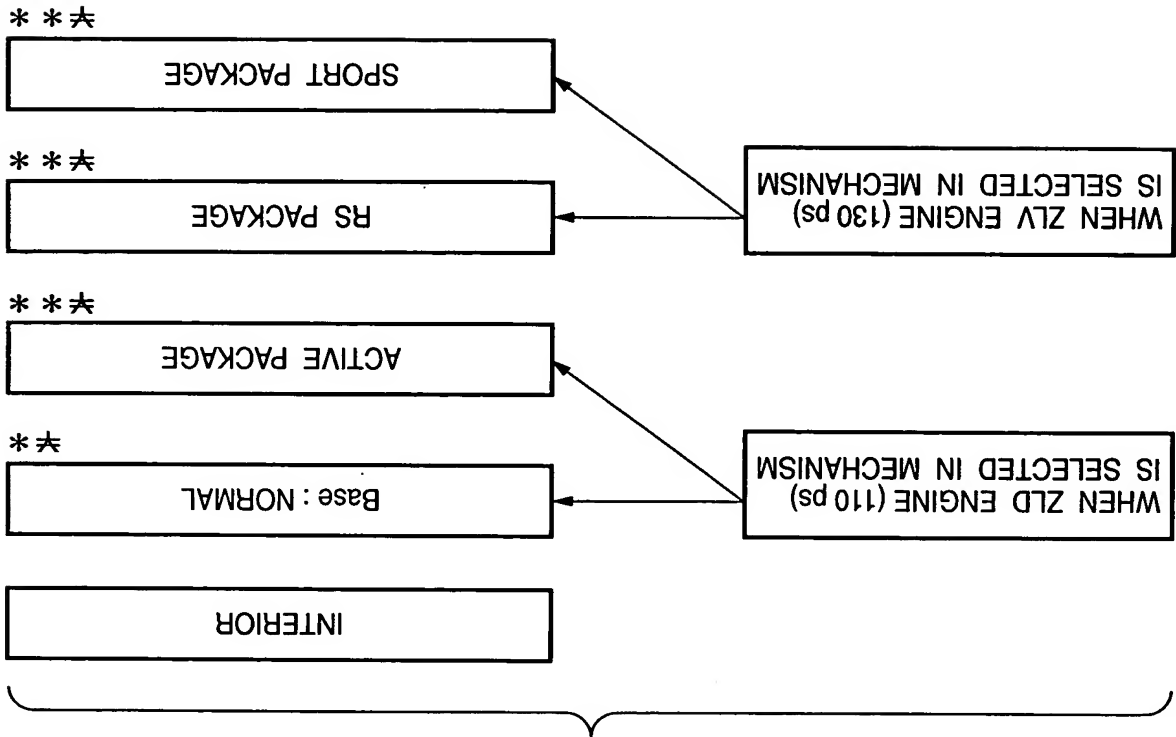 INTERIOR
WHEN ZLD ENGINE (110 ps)
IS SELECTED IN MECHANISM
Base : NORMAL
¥*
ACTIVE PACKAGE
¥**
WHEN ZLV ENGINE (130 ps)
IS SELECTED IN MECHANISM
RS PACKAGE
¥**
SPORT PACKAGE
¥**